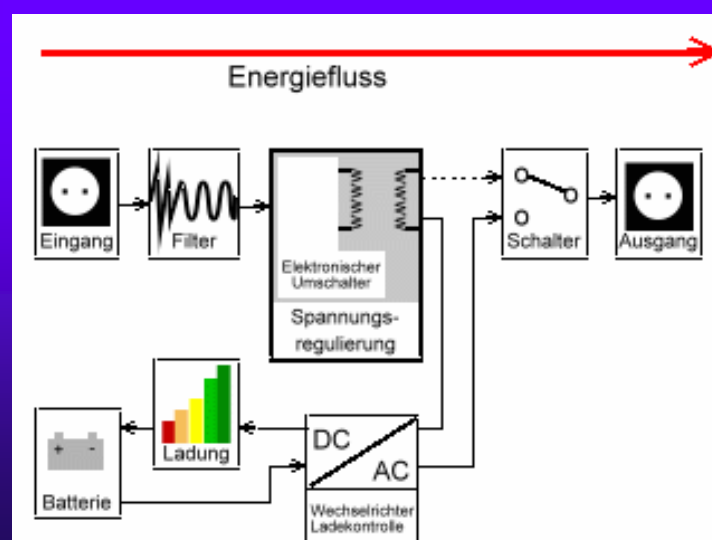 Energiefluss
Eingang
Filter
Elektronischer
Umschalter
Spannungs-
regulierung
Schalter
Ausgang
Ladung
Batterie
+ -
DC
AC
Wechselrichter
Ladekontrolle